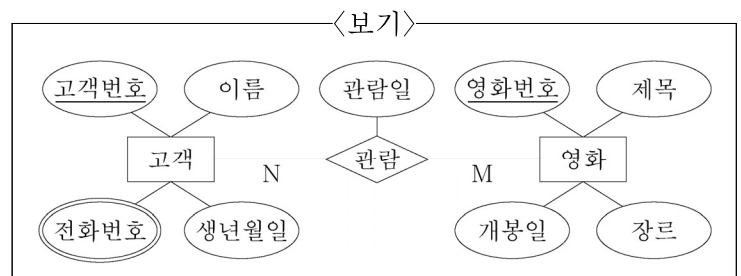 〈보기〉
고객번호 이름 관람일 영화번호 제목
고객 관람 영화
N M
전화번호 생년월일 개봉일 장르